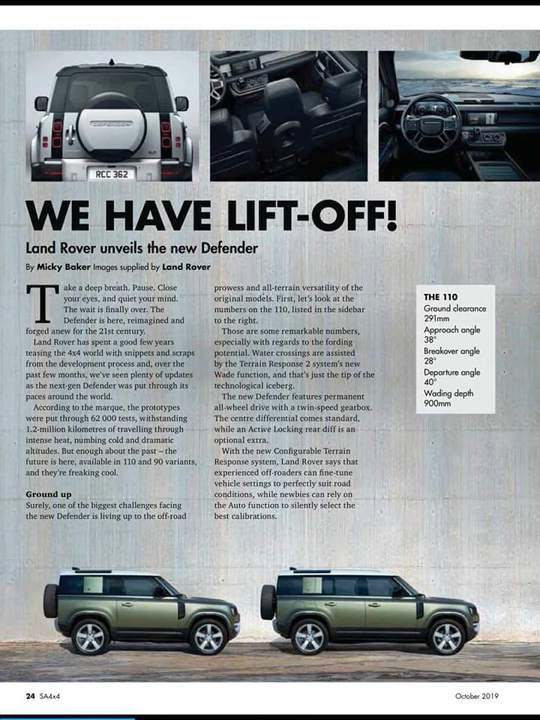 DEFENDER
RCC 362
WE HAVE LIFT-OFF!
Land Rover unveils the new Defender
By Micky Baker Images supplied by Land Rover
Take a deep breath. Pause. Close
your eyes, and quiet your mind.
The wait is finally over. The
Defender is here, reimagined and
forged anew for the 21st century.
Land Rover has spent a good few years
teasing the 4x4 world with snippets and scraps
from the development process and, over the
past few months, we've seen plenty of updates
as the next-gen Defender was put through its
paces around the world.
According to the marque, the prototypes
were put through 62 000 tests, withstanding
1.2-million kilometres of travelling through
intense heat, numbing cold and dramatic
altitudes. But enough about the past – the
future is here, available in 110 and 90 variants,
and they're freaking cool.
Ground up
Surely, one of the biggest challenges facing
the new Defender is living up to the off-road
prowess and all-terrain versatility of the
original models. First, let's look at the
numbers on the 110, listed in the sidebar
to the right.
Those are some remarkable numbers,
especially with regards to the fording
potential. Water crossings are assisted
by the Terrain Response 2 system's new
Wade function, and that's just the tip of the
technological iceberg.
The new Defender features permanent
all-wheel drive with a twin-speed gearbox.
The centre differential comes standard,
while an Active Locking rear diff is an
optional extra.
With the new Configurable Terrain
Response system, Land Rover says that
experienced off-roaders can fine-tune
vehicle settings to perfectly suit road
conditions, while newbies can rely on
the Auto function to silently select the
best calibrations.
THE 110
Ground clearance
291mm
Approach angle
38°
Breakover angle
28°
Departure angle
40°
Wading depth
900mm
24 SA4x4
October 2019